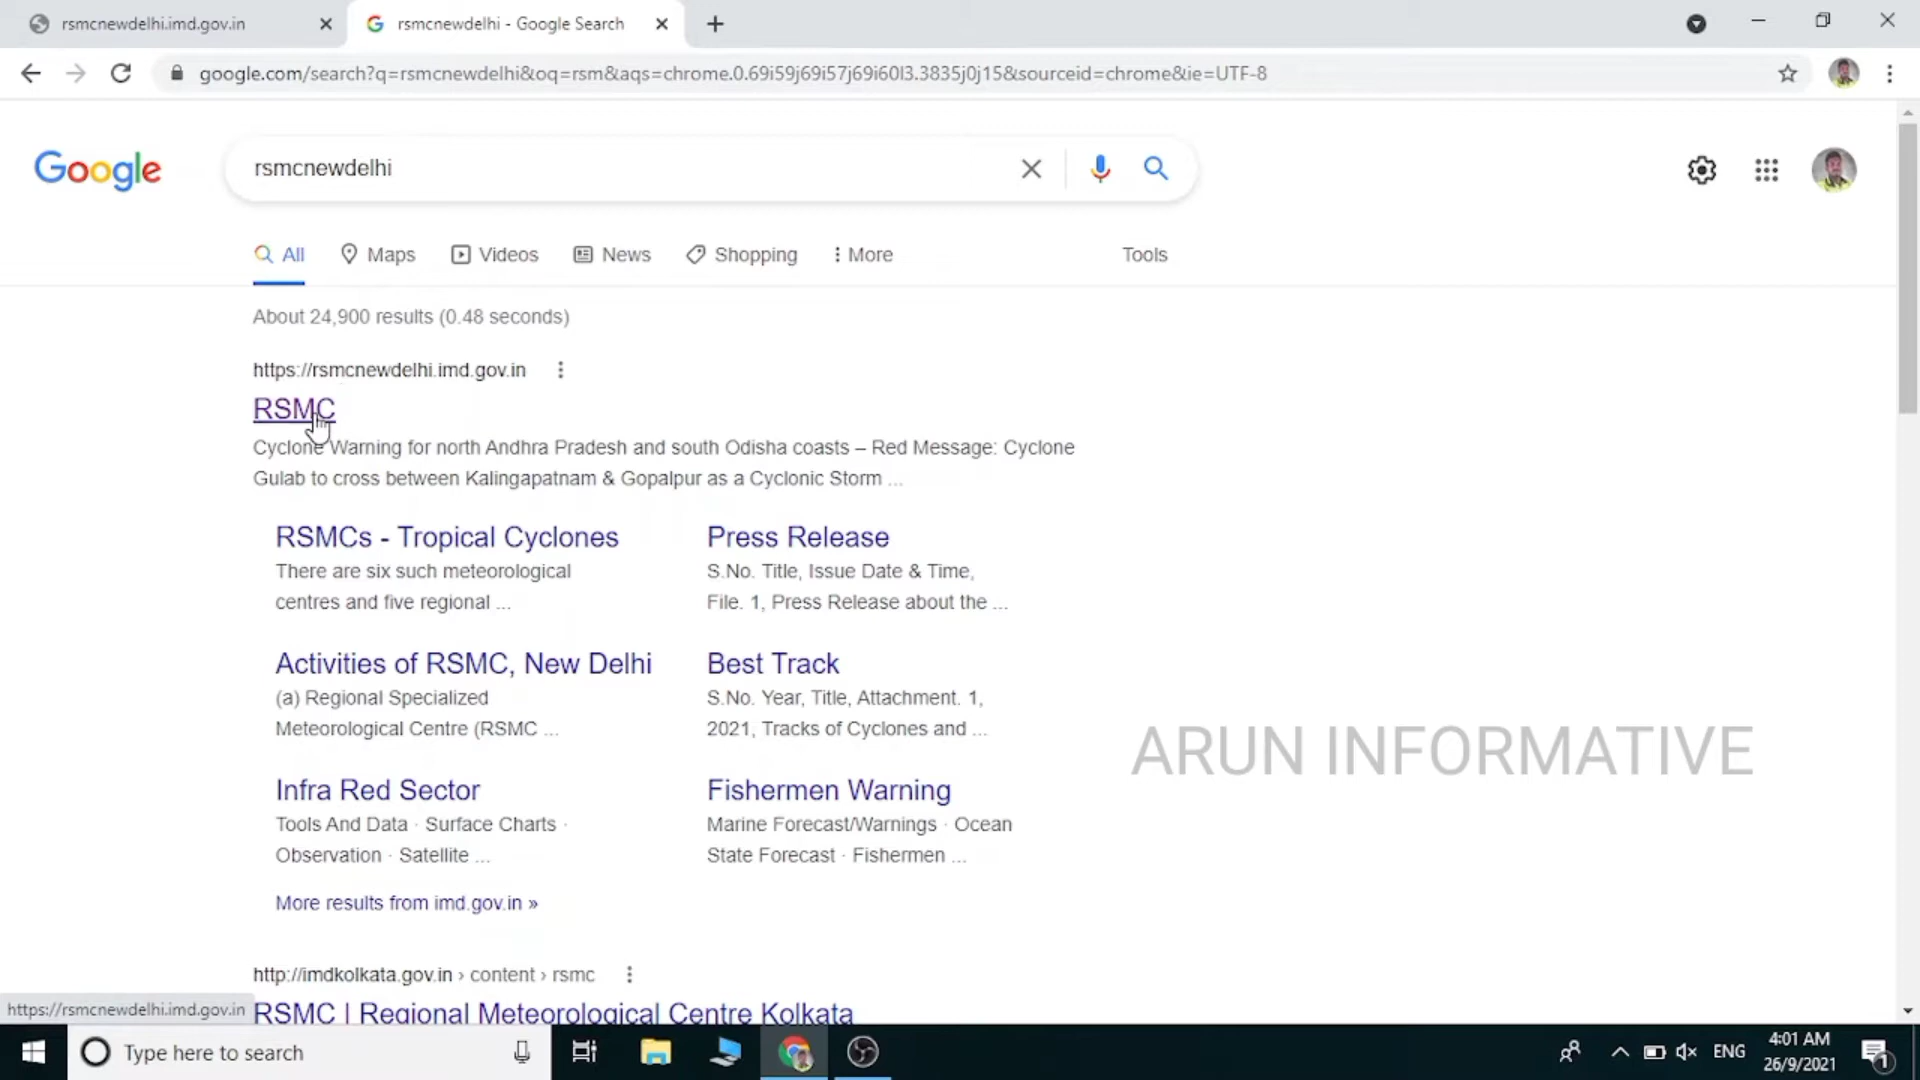 rsmcnewdelhi.imd.gov.in
rsmcnewdelhi - Google Search
google.com/search?q=rsmcnewdelhi&oq=rsm&aqs=chrome.0.69i59j69i57j69i60l3.3835j0j15&sourceid=chrome&ie=UTF-8
Google
rsmcnewdelhi
All Maps Videos News Shopping More Tools
About 24,900 results (0.48 seconds)
https://rsmcnewdelhi.imd.gov.in
RSMC
Cyclone Warning for north Andhra Pradesh and south Odisha coasts – Red Message: Cyclone
Gulab to cross between Kalingapatnam & Gopalpur as a Cyclonic Storm ...
RSMCs - Tropical Cyclones
There are six such meteorological
centres and five regional ...
Press Release
S.No. Title, Issue Date & Time,
File. 1, Press Release about the ...
Activities of RSMC, New Delhi
(a) Regional Specialized
Meteorological Centre (RSMC ...
Best Track
S.No. Year, Title, Attachment. 1,
2021, Tracks of Cyclones and ...
Infra Red Sector
Tools And Data · Surface Charts ·
Observation · Satellite ...
Fishermen Warning
Marine Forecast/Warnings · Ocean
State Forecast · Fishermen ...
ARUN INFORMATIVE
More results from imd.gov.in »
http://imdkolkata.gov.in › content › rsmc
RSMC | Regional Meteorological Centre Kolkata
https://rsmcnewdelhi.imd.gov.in
Type here to search
ENG
4:01 AM
26/9/2021
1